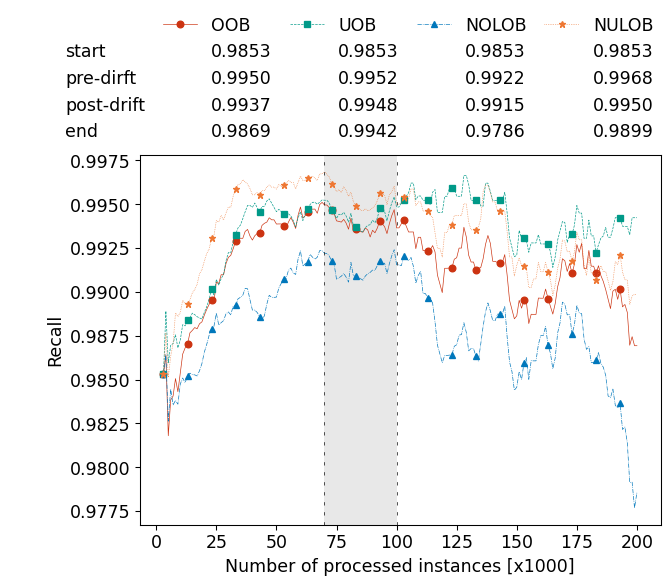 OOB UOB NOLOB NULOB
start 0.9853 0.9853 0.9853 0.9853
pre-dirft 0.9950 0.9952 0.9922 0.9968
post-drift 0.9937 0.9948 0.9915 0.9950
end 0.9869 0.9942 0.9786 0.9899
0.9975
0.9950
0.9925
0.9900
0.9875
0.9850
0.9825
0.9800
0.9775
Recall
0 25 50 75 100 125 150 175 200
Number of processed instances [x1000]